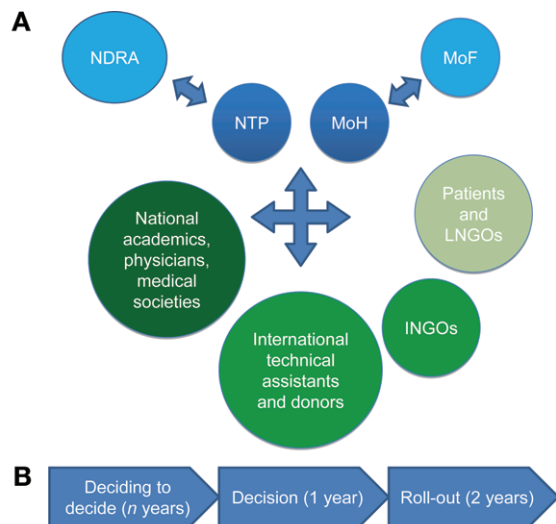 A
NDRA
MoF
NTP
MoH
National
academics,
physicians,
medical
societies
Patients
and
LNGOs
International
technical
assistants
and donors
INGOs
B
Deciding to
decide (n years)
Decision (1 year)
Roll-out (2 years)